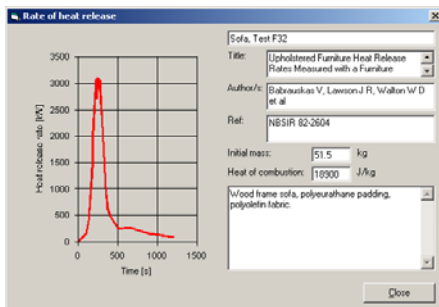 Rate of heat release
Sofa, Test F32
Title:
Upholstered Furniture Heat Release
Rates Measured with a Furniture
Author/s:
Babrauskas V, Lawson J R, Walton W D
et al
Ref:
NBSIR 82-2604
Initial mass:
51.5
kg
Heat of combustion:
18900
J/kg
Wood frame sofa, polyeurathane padding,
polyolefin fabric.
Close
Heat release rate [kW]
3500
3000
2500
2000
1500
1000
500
0
0
500
1000
1500
Time [s]